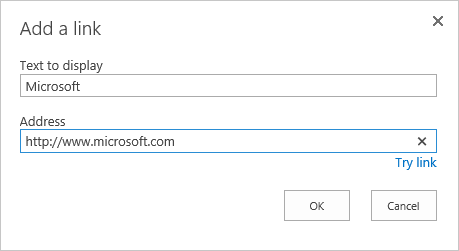 Add a link
Text to display
Microsoft
Address
http://www.microsoft.com
Try link
OK
Cancel